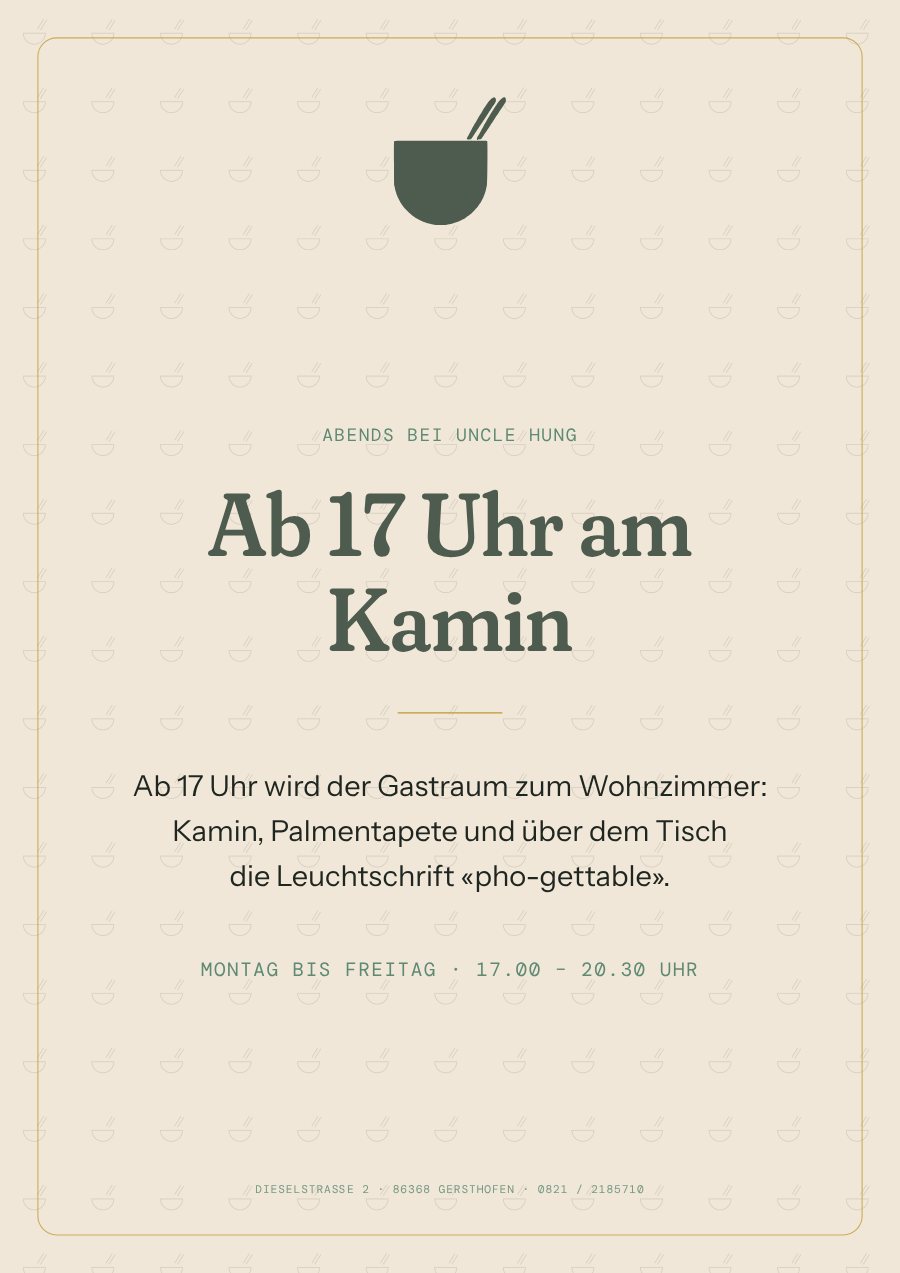 ABENDS BEI UNCLE HUNG
Ab 17 Uhr am
Kamin
Ab 17 Uhr wird der Gastraum zum Wohnzimmer:
Kamin, Palmentapete und über dem Tisch
die Leuchtschrift «pho-gettable».
MONTAG BIS FREITAG · 17.00 – 20.30 UHR
DIESELSTRASSE 2 · 86368 GERSTHOFEN · 0821 / 2185710